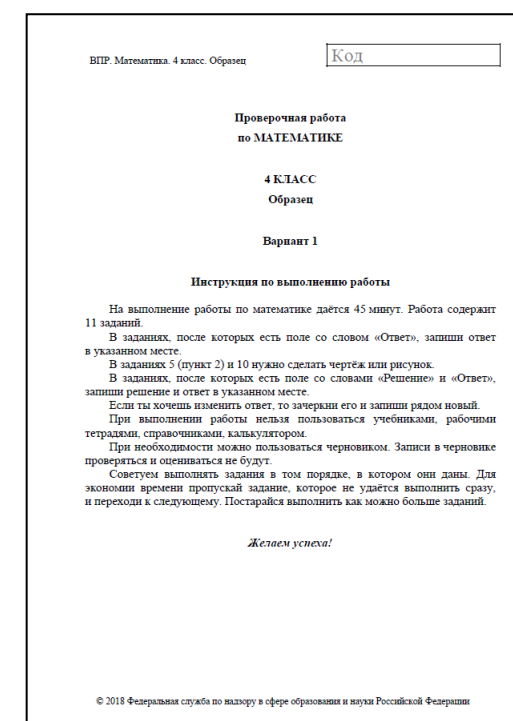 ВПР. Математика. 4 класс. Образец
Код
Проверочная работа
по МАТЕМАТИКЕ
4 КЛАСС
Образец
Вариант 1
Инструкция по выполнению работы
На выполнение работы по математике даётся 45 минут. Работа содержит
11 заданий.
В заданиях, после которых есть поле со словом «Ответ», запиши ответ
в указанном месте.
В заданиях 5 (пункт 2) и 10 нужно сделать чертёж или рисунок.
В заданиях, после которых есть поле со словами «Решение» и «Ответ»,
запиши решение и ответ в указанном месте.
Если ты хочешь изменить ответ, то зачеркни его и запиши рядом новый.
При выполнении работы нельзя пользоваться учебниками, рабочими
тетрадями, справочниками, калькулятором.
При необходимости можно пользоваться черновиком. Записи в черновике
проверяться и оцениваться не будут.
Советуем выполнять задания в том порядке, в котором они даны. Для
экономии времени пропускай задание, которое не удаётся выполнить сразу,
и переходи к следующему. Постарайся выполнить как можно больше заданий.
Желаем успеха!
© 2018 Федеральная служба по надзору в сфере образования и науки Российской Федерации